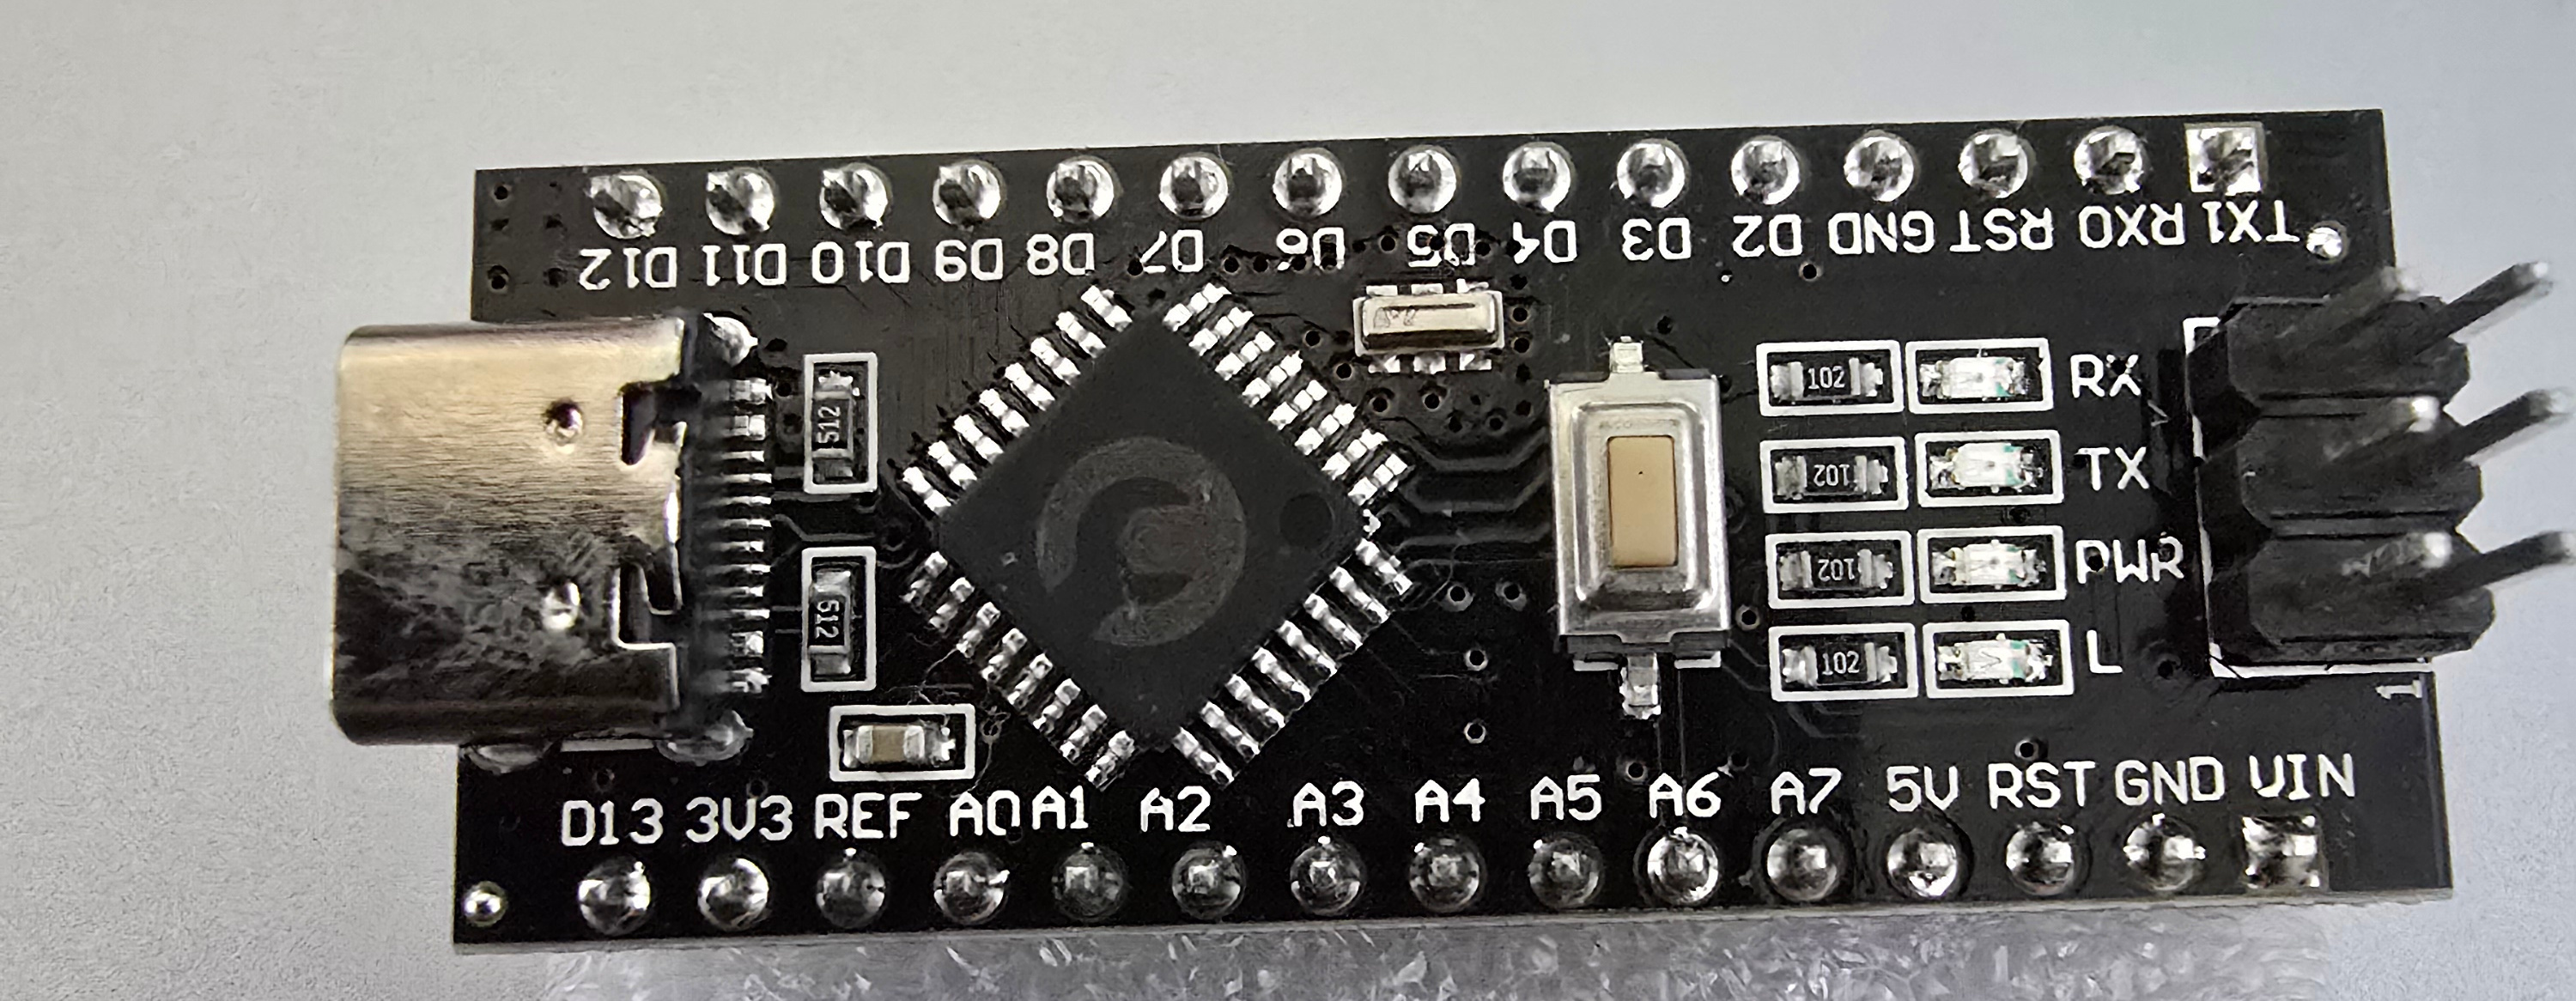 D12 D11 D10 D9 D8 D7 D6 D5 D4 D3 D2 GND RST RX0 TX1
512
512
102
RX
102
TX
102
PWR
102
L
1
D13 3V3 REF A0 A1 A2 A3 A4 A5 A6 A7 5V RST GND VIN